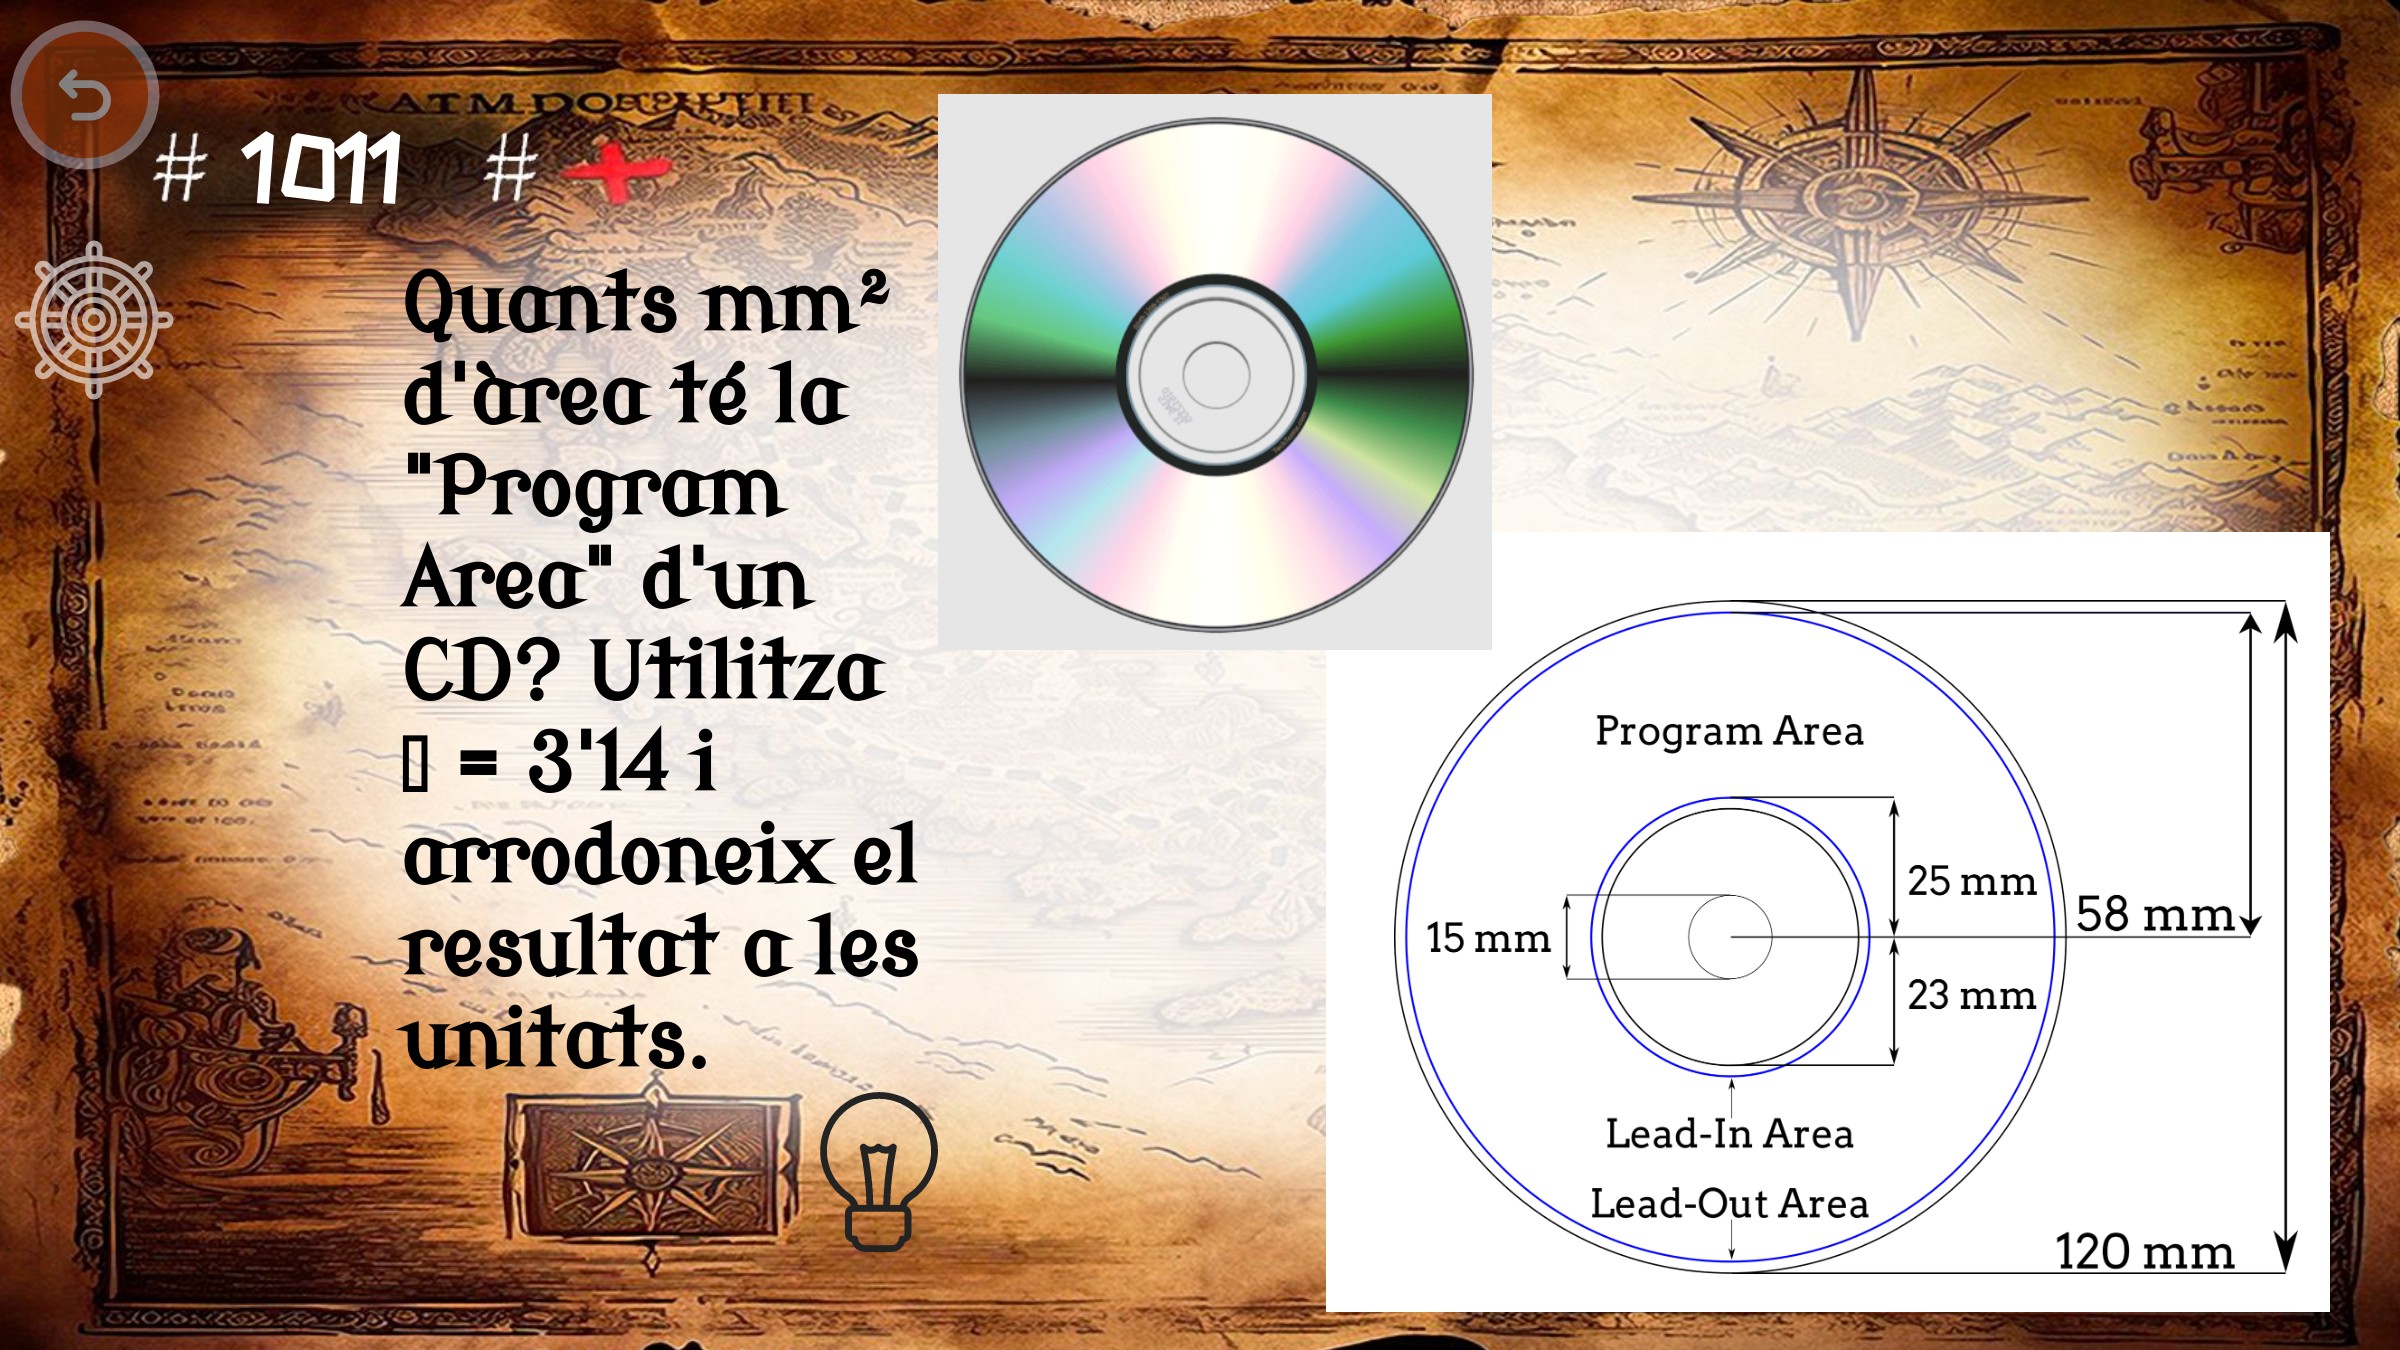 # 1011 #
Quants mm²
d'àrea té la
"Program
Area" d'un
CD? Utilitza
▯ = 3'14 i
arrodoneix el
resultat a les
unitats.
Program Area
25 mm
58 mm
15 mm
23 mm
Lead-In Area
Lead-Out Area
120 mm